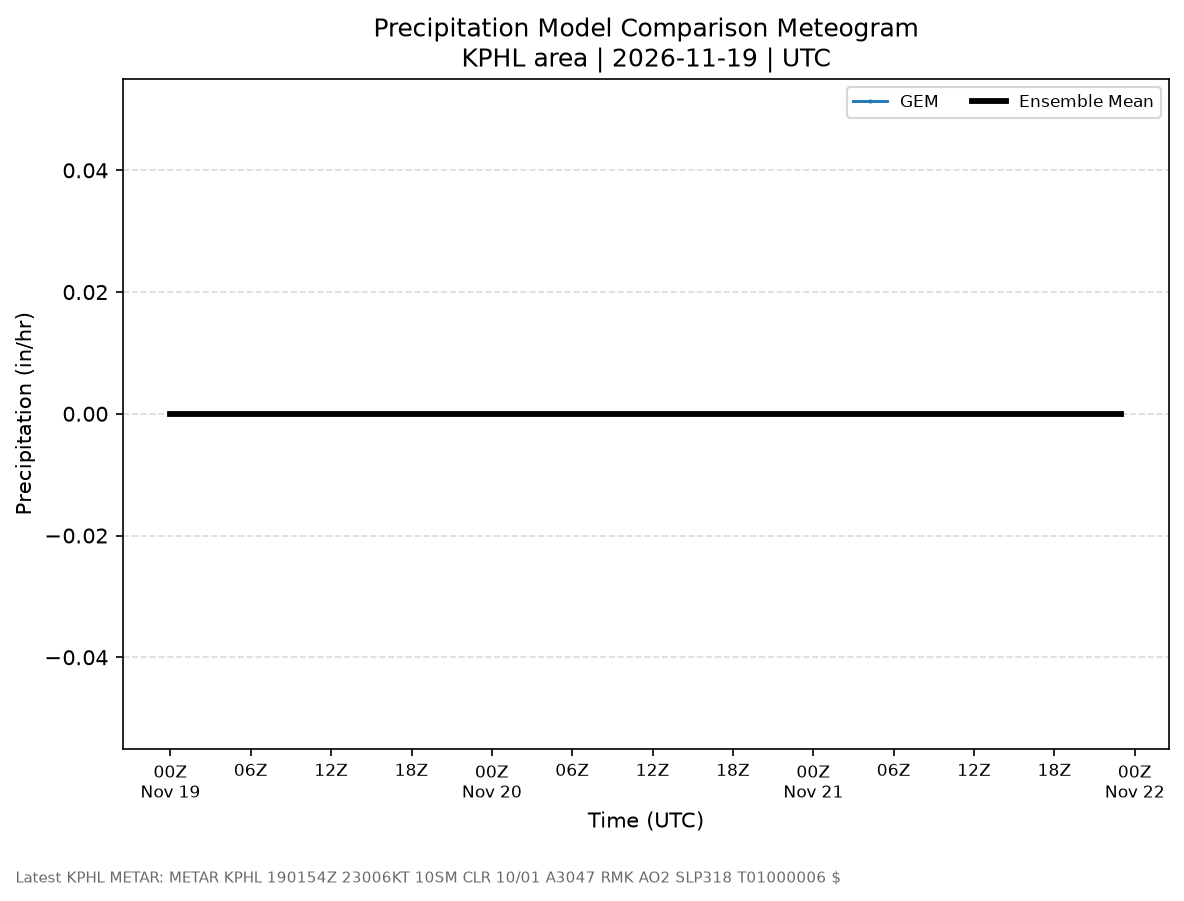 Precipitation Model Comparison Meteogram
KPHL area | 2026-11-19 | UTC
GEM Ensemble Mean
0.04
0.02
0.00
−0.02
−0.04
Precipitation (in/hr)
00Z 06Z 12Z 18Z 00Z 06Z 12Z 18Z 00Z 06Z 12Z 18Z 00Z
Nov 19 Nov 20 Nov 21 Nov 22
Time (UTC)
Latest KPHL METAR: METAR KPHL 190154Z 23006KT 10SM CLR 10/01 A3047 RMK AO2 SLP318 T01000006 $